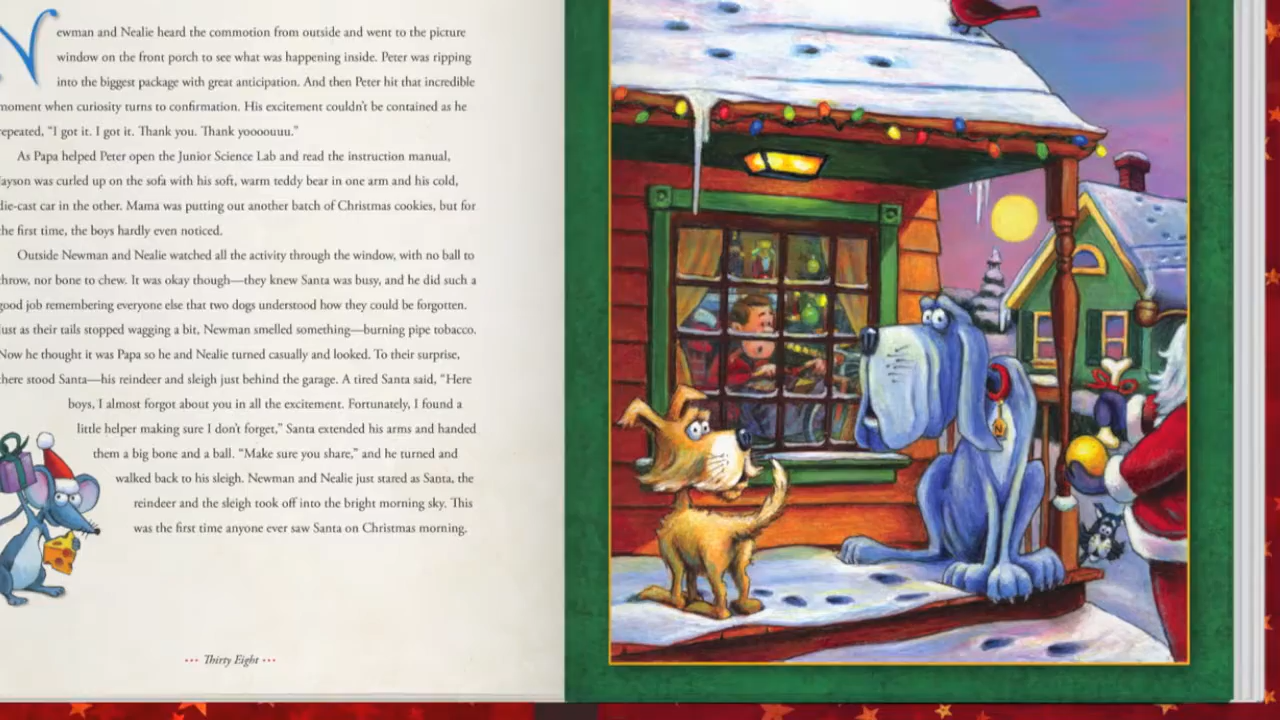 Newman and Nealie heard the commotion from outside and went to the picture
window on the front porch to see what was happening inside. Peter was ripping
into the biggest package with great anticipation. And then Peter hit that incredible
moment when curiosity turns to confirmation. His excitement couldn't be contained as he
repeated, “I got it. I got it. Thank you. Thank yoooouuu.”
As Papa helped Peter open the Junior Science Lab and read the instruction manual,
Jayson was curled up on the sofa with his soft, warm teddy bear in one arm and his cold,
die-cast car in the other. Mama was putting out another batch of Christmas cookies, but for
the first time, the boys hardly even noticed.
Outside Newman and Nealie watched all the activity through the window, with no ball to
throw, nor bone to chew. It was okay though—they knew Santa was busy, and he did such a
good job remembering everyone else that two dogs understood how they could be forgotten.
Just as their tails stopped wagging a bit, Newman smelled something—burning pipe tobacco.
Now he thought it was Papa so he and Nealie turned casually and looked. To their surprise,
there stood Santa—his reindeer and sleigh just behind the garage. A tired Santa said, “Here
boys, I almost forgot about you in all the excitement. Fortunately, I found a
little helper making sure I don't forget,” Santa extended his arms and handed
them a big bone and a ball. “Make sure you share,” and he turned and
walked back to his sleigh. Newman and Nealie just stared as Santa, the
reindeer and the sleigh took off into the bright morning sky. This
was the first time anyone ever saw Santa on Christmas morning.
••• Thirty Eight •••
N